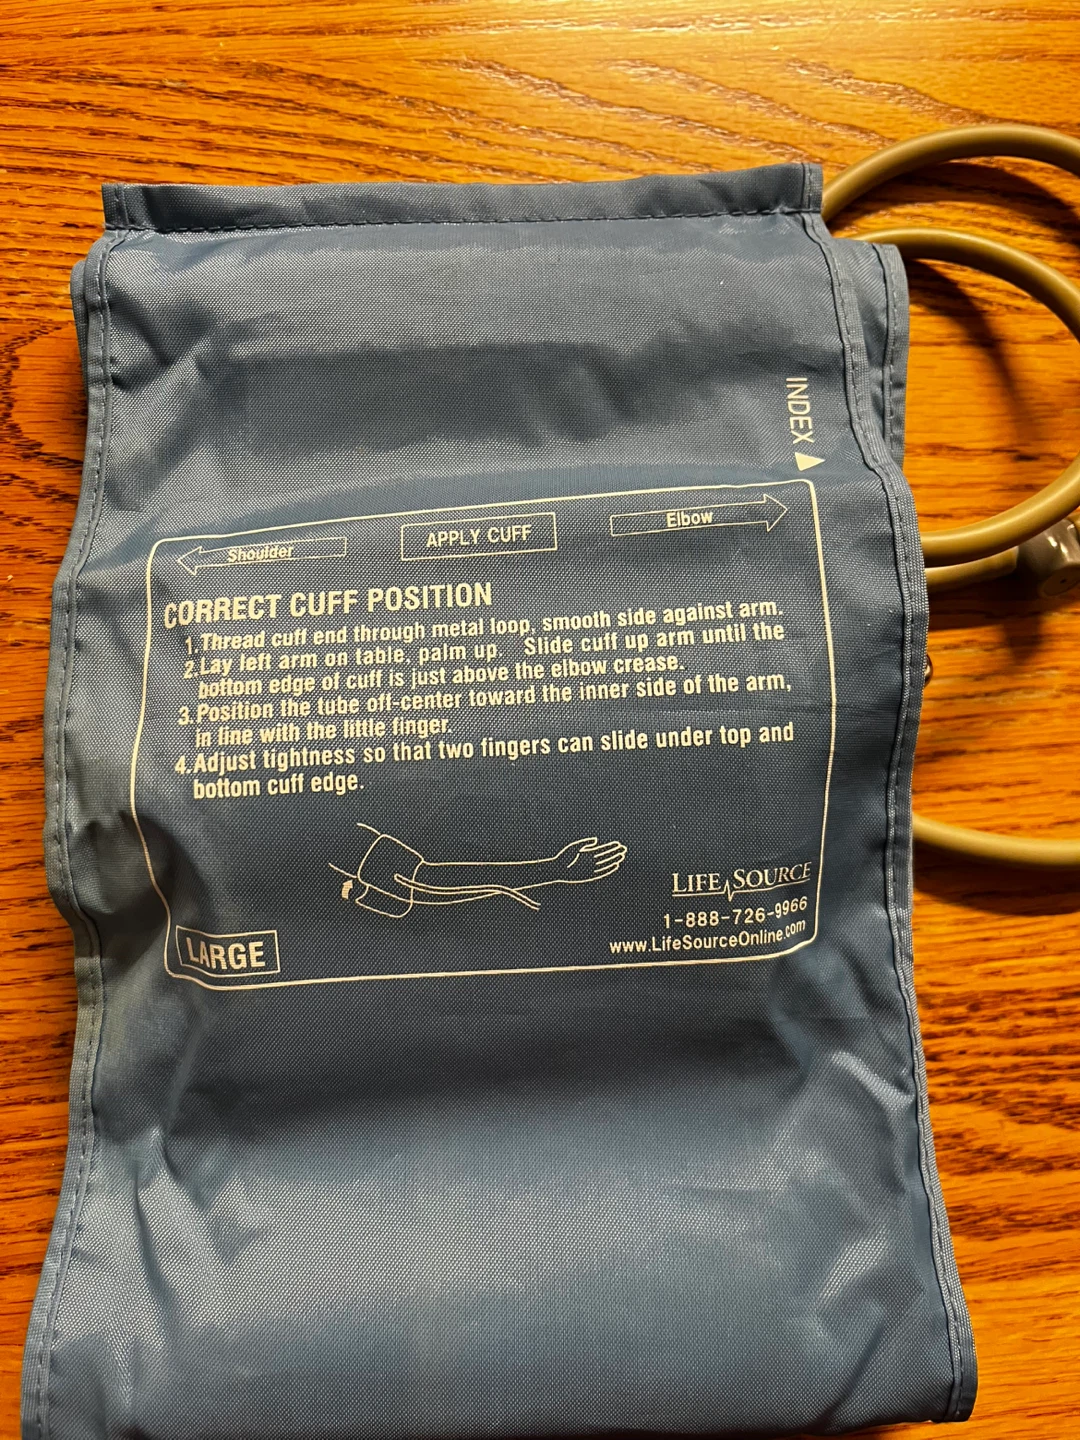 INDEX
Shoulder
APPLY CUFF
Elbow
CORRECT CUFF POSITION
1.Thread cuff end through metal loop, smooth side against arm.
2.Lay left arm on table, palm up. Slide cuff up arm until the
bottom edge of cuff is just above the elbow crease.
3.Position the tube off-center toward the inner side of the arm,
in line with the little finger.
4.Adjust tightness so that two fingers can slide under top and
bottom cuff edge.
LIFE SOURCE
1-888-726-9966
www.LifeSourceOnline.com
LARGE